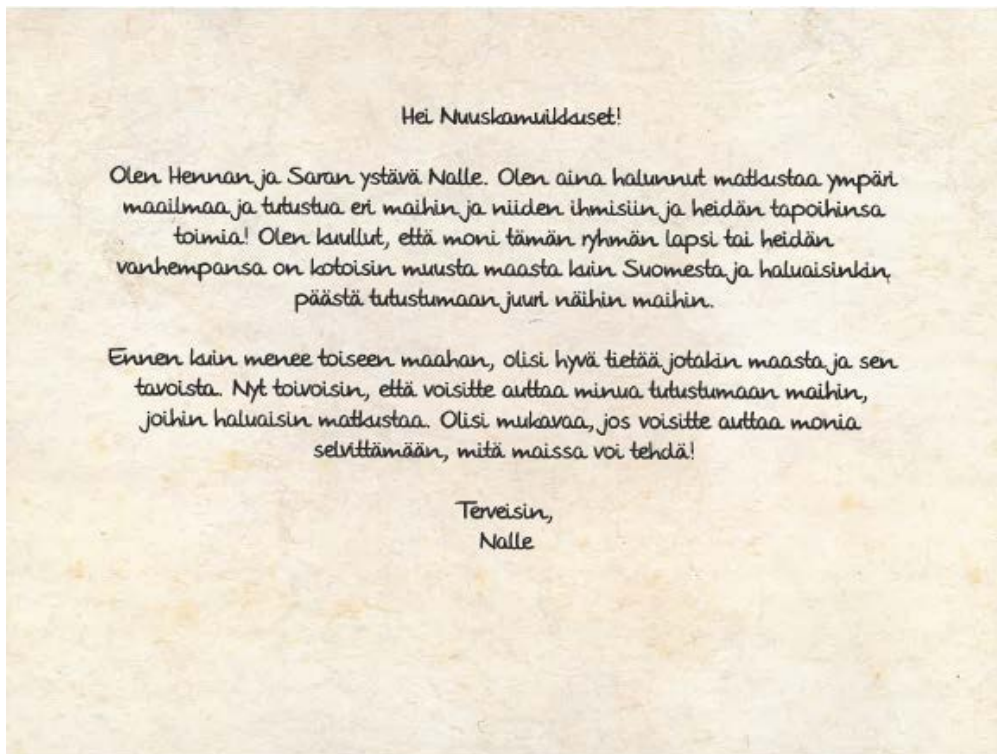 Hei Nuuskamuikkuset!
Olen Hennan ja Saran ystävä Nalle. Olen aina halunnut matkustaa ympäri
maailmaa ja tutustua eri maihin ja niiden ihmisiin ja heidän tapoihinsa
toimia! Olen kuullut, että moni tämän ryhmän lapsi tai heidän
vanhempansa on kotoisin muusta maasta kuin Suomesta ja haluaisinkin,
päästä tutustumaan juuri näihin maihin.
Ennen kuin menee toiseen maahan, olisi hyvä tietää jotakin maasta ja sen
tavoista. Nyt toivoisin, että voisitte auttaa minua tutustumaan maihin,
joihin haluaisin matkustaa. Olisi mukavaa, jos voisitte auttaa monia
selvittämään, mitä maissa voi tehdä!
Terveisin,
Nalle